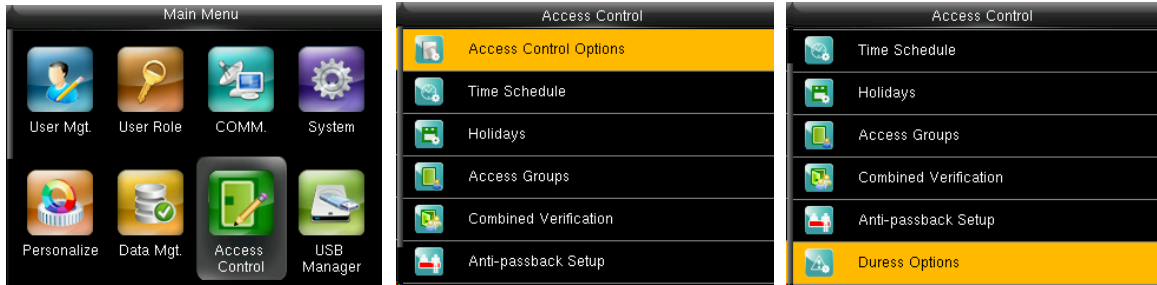 Main Menu
User Mgt.
User Role
COMM.
System
Personalize
Data Mgt.
Access
Control
USB
Manager
Access Control
Access Control Options
Time Schedule
Holidays
Access Groups
Combined Verification
Anti-passback Setup
Access Control
Time Schedule
Holidays
Access Groups
Combined Verification
Anti-passback Setup
Duress Options